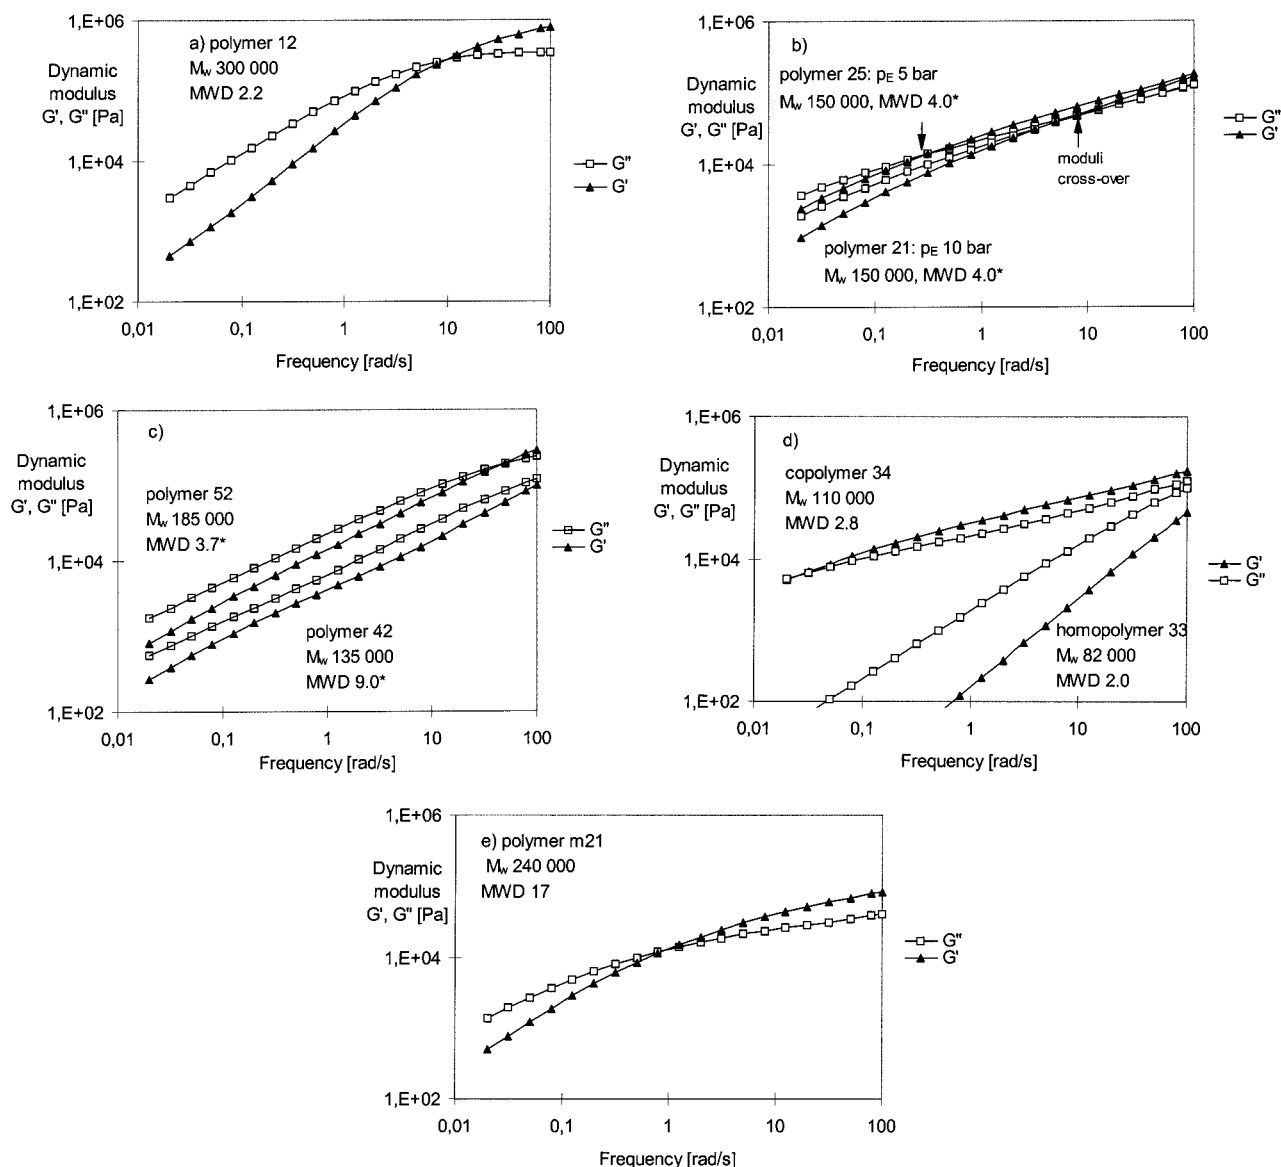 1,E+06
a) polymer 12
Mw 300 000
MWD 2.2
Dynamic
modulus
G', G" [Pa]
1,E+04
1,E+02
0,01 0,1 1 10 100
Frequency [rad/s]
G"
G'
1,E+06
b)
polymer 25: pE 5 bar
Mw 150 000, MWD 4.0*
Dynamic
modulus
G', G" [Pa]
1,E+04
moduli
cross-over
polymer 21: pE 10 bar
Mw 150 000, MWD 4.0*
1,E+02
0,01 0,1 1 10 100
Frequency [rad/s]
G"
G'
1,E+06
c)
Dynamic
modulus
G', G" [Pa]
polymer 52
Mw 185 000
MWD 3.7*
1,E+04
polymer 42
Mw 135 000
MWD 9.0*
1,E+02
0,01 0,1 1 10 100
Frequency [rad/s]
G"
G'
1,E+06
d)
Dynamic
modulus
G', G" [Pa]
copolymer 34
Mw 110 000
MWD 2.8
1,E+04
homopolymer 33
Mw 82 000
MWD 2.0
1,E+02
0,01 0,1 1 10 100
Frequency [rad/s]
G'
G"
1,E+06
e) polymer m21
Mw 240 000
MWD 17
Dynamic
modulus
G', G" [Pa]
1,E+04
1,E+02
0,01 0,1 1 10 100
Frequency [rad/s]
G"
G'